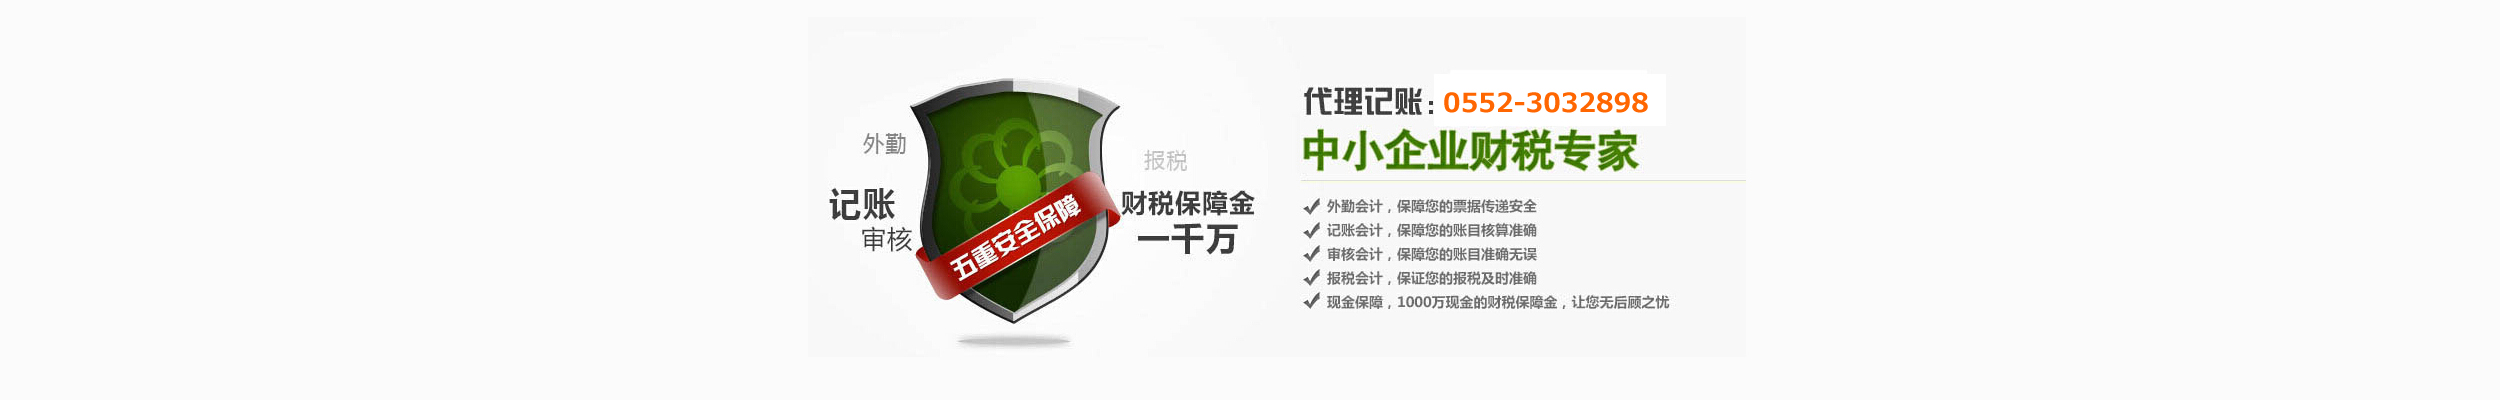 外勤
记账
审核
五重安全保障
报税
财税保障金
一千万
代理记账：0552-3032898
中小企业财税专家
外勤会计，保障您的票据传递安全
记账会计，保障您的账目核算准确
审核会计，保障您的账目准确无误
报税会计，保证您的报税及时准确
现金保障，1000万现金的财税保障金，让您无后顾之忧